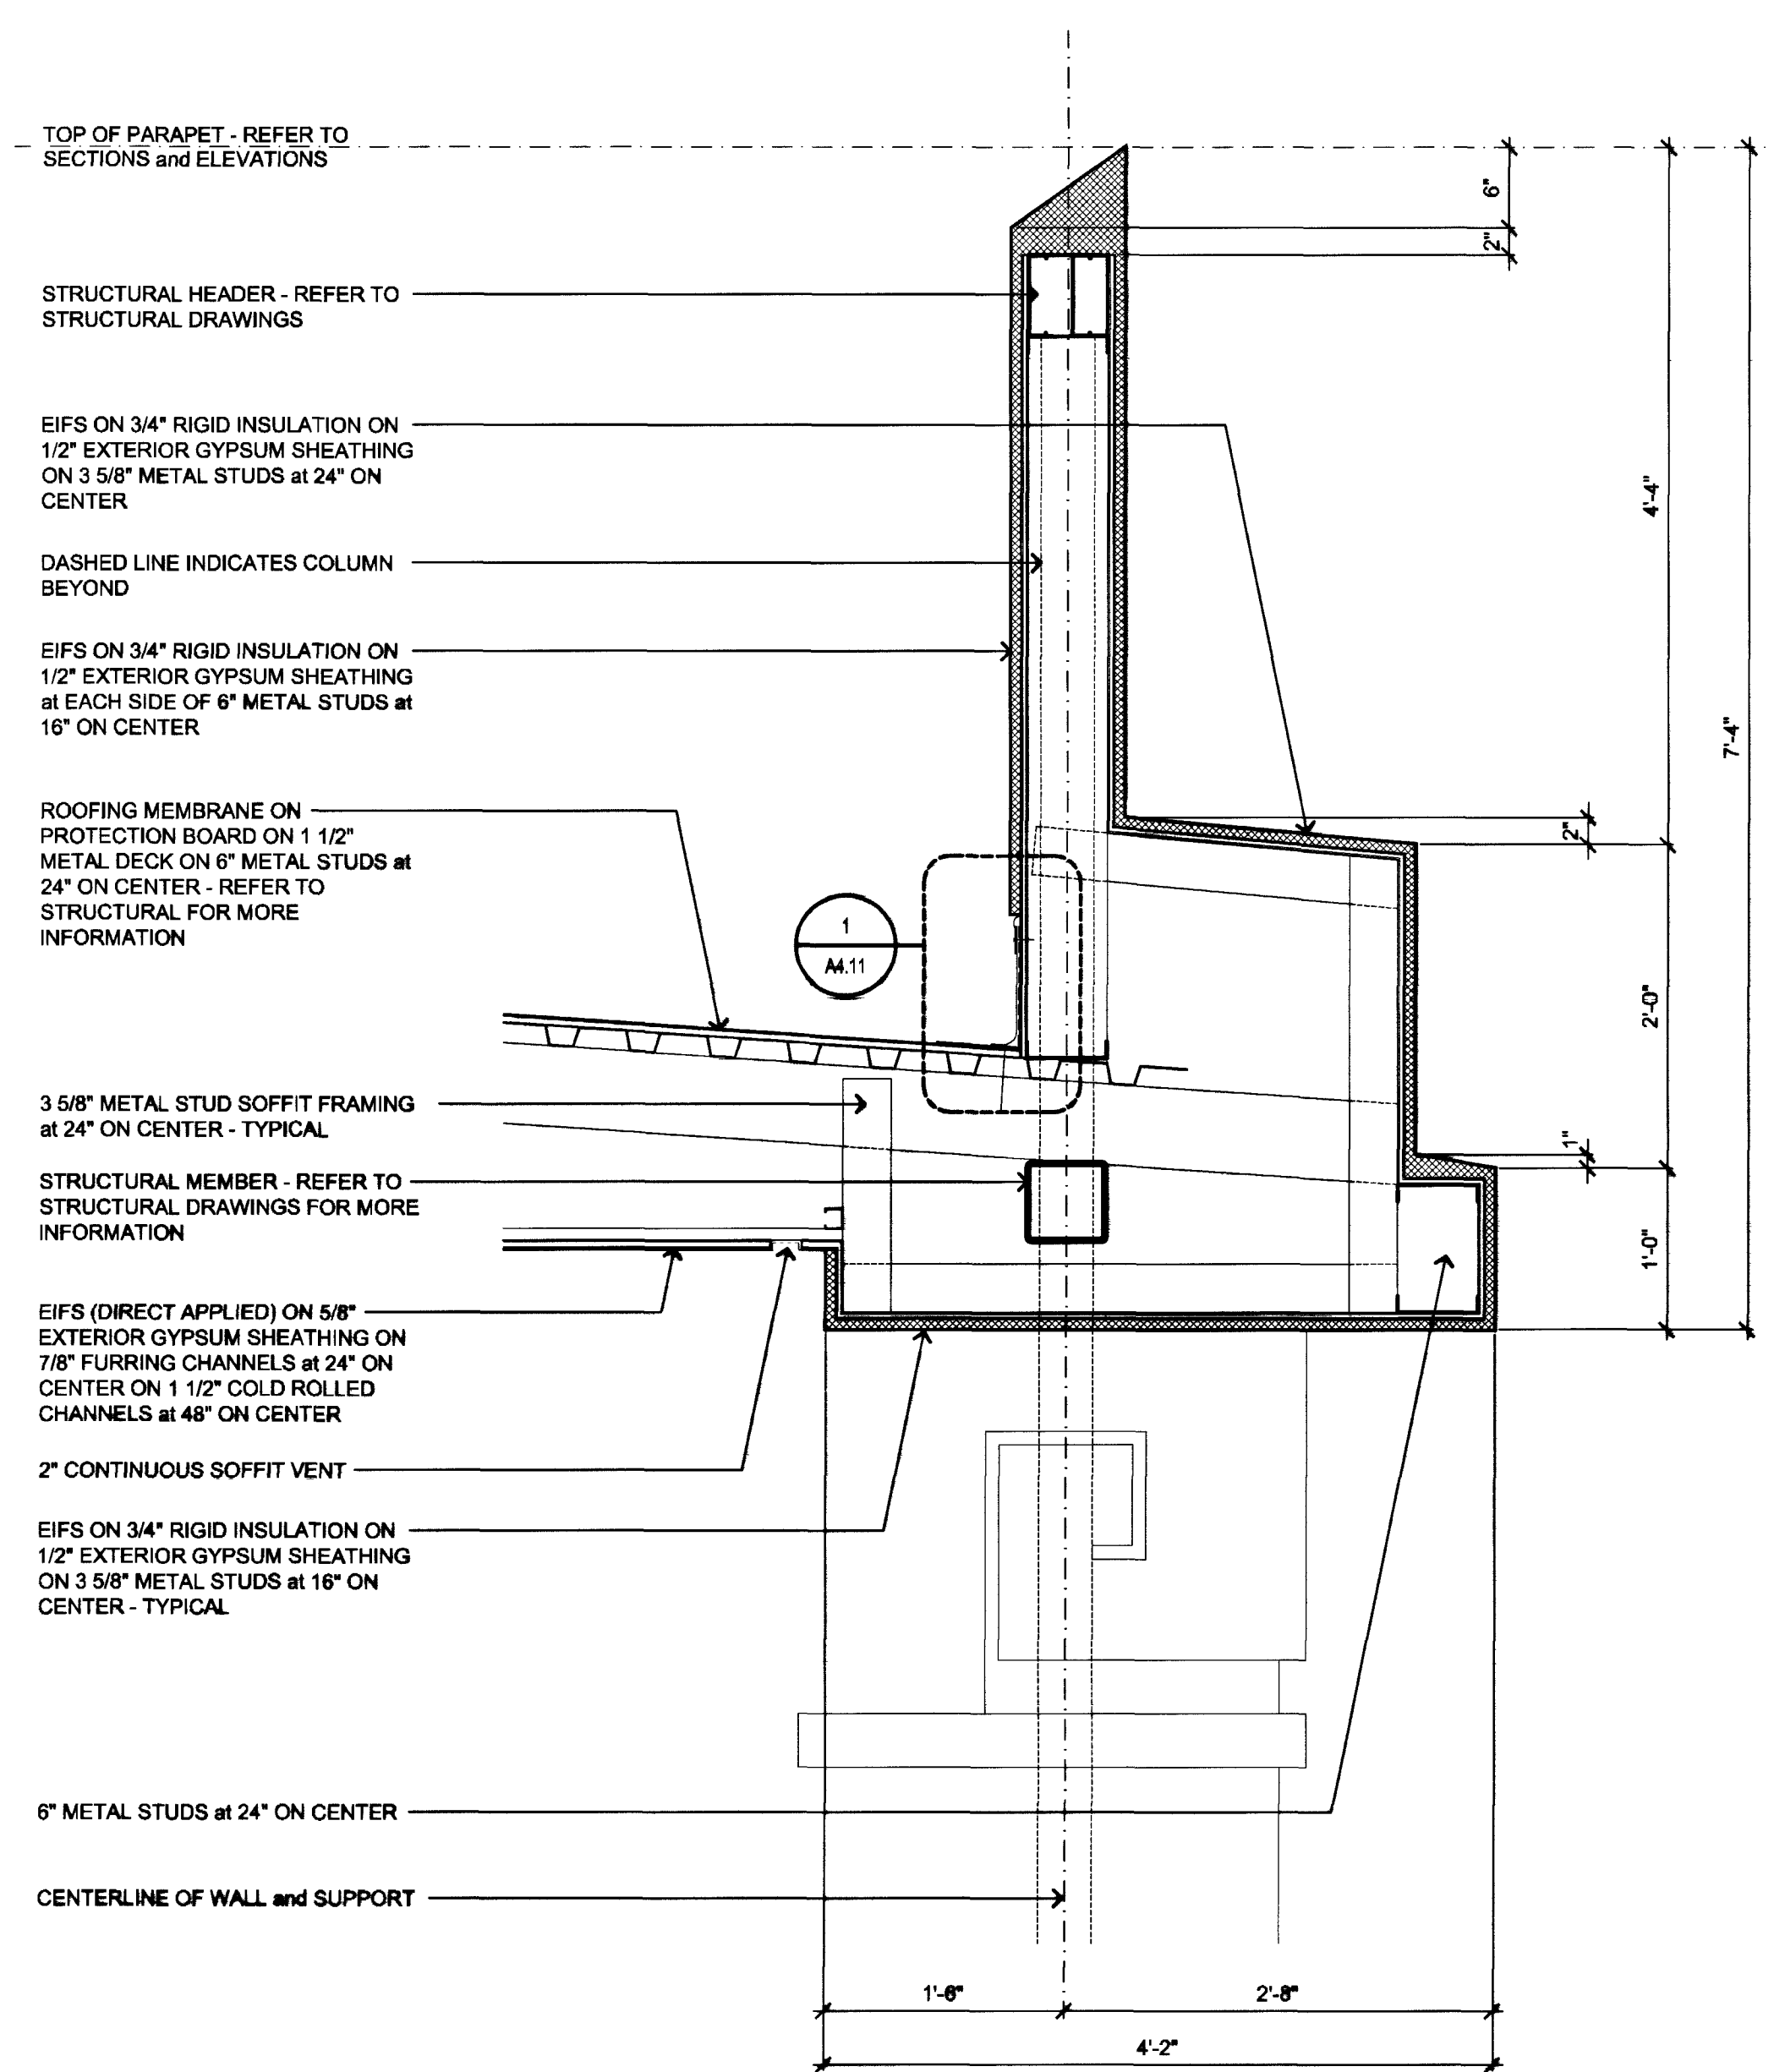 TOP OF PARAPET - REFER TO
SECTIONS and ELEVATIONS
STRUCTURAL HEADER - REFER TO
STRUCTURAL DRAWINGS
EIFS ON 3/4" RIGID INSULATION ON
1/2" EXTERIOR GYPSUM SHEATHING
ON 3 5/8" METAL STUDS at 24" ON
CENTER
DASHED LINE INDICATES COLUMN
BEYOND
EIFS ON 3/4" RIGID INSULATION ON
1/2" EXTERIOR GYPSUM SHEATHING
at EACH SIDE OF 6" METAL STUDS at
16" ON CENTER
ROOFING MEMBRANE ON
PROTECTION BOARD ON 1 1/2"
METAL DECK ON 6" METAL STUDS at
24" ON CENTER - REFER TO
STRUCTURAL FOR MORE
INFORMATION
3 5/8" METAL STUD SOFFIT FRAMING
at 24" ON CENTER - TYPICAL
STRUCTURAL MEMBER - REFER TO
STRUCTURAL DRAWINGS FOR MORE
INFORMATION
EIFS (DIRECT APPLIED) ON 5/8"
EXTERIOR GYPSUM SHEATHING ON
7/8" FURRING CHANNELS at 24" ON
CENTER ON 1 1/2" COLD ROLLED
CHANNELS at 48" ON CENTER
2" CONTINUOUS SOFFIT VENT
EIFS ON 3/4" RIGID INSULATION ON
1/2" EXTERIOR GYPSUM SHEATHING
ON 3 5/8" METAL STUDS at 16" ON
CENTER - TYPICAL
6" METAL STUDS at 24" ON CENTER
CENTERLINE OF WALL and SUPPORT
1
A4.11
6"
2"
4'-4"
7'-4"
2"
2'-0"
1"
1'-0"
1'-6"
2'-8"
4'-2"